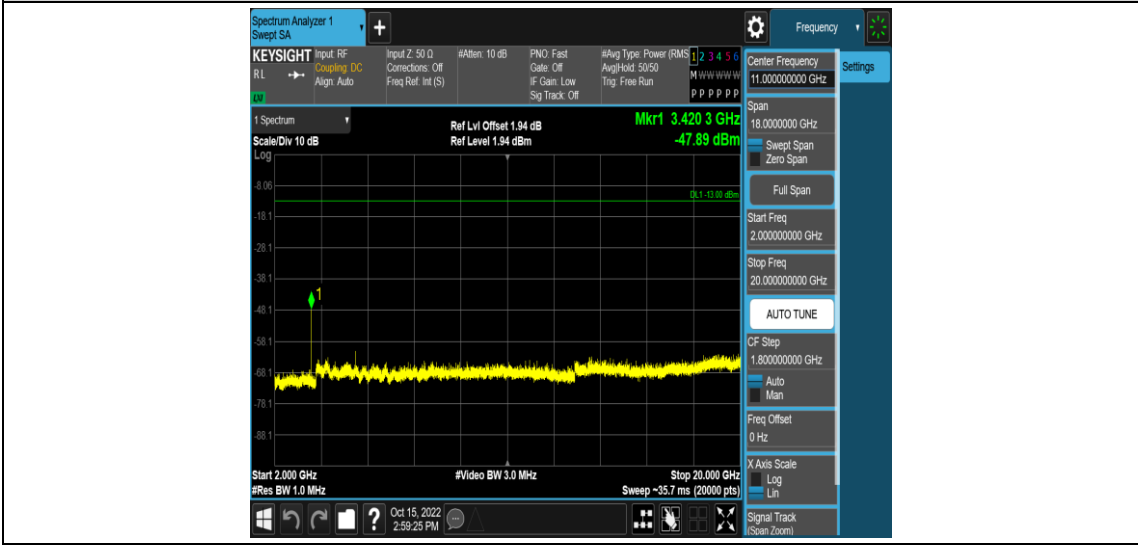 Spectrum Analyzer 1
Swept SA
+
Frequency
KEYSIGHT
RL
LNI
Input: RF
Coupling: DC
Align: Auto
Input Z: 50 Ω
Corrections: Off
Freq Ref: Int (S)
#Atten: 10 dB
PNO: Fast
Gate: Off
IF Gain: Low
Sig Track: Off
#Avg Type: Power (RMS
Avg|Hold: 50/50
Trig: Free Run
1 2 3 4 5 6
M W W W W W
P P P P P P
1 Spectrum
Scale/Div 10 dB
Log
Ref Lvl Offset 1.94 dB
Ref Level 1.94 dBm
Mkr1 3.420 3 GHz
-47.89 dBm
DL1 -13.00 dBm
-8.06
-18.1
-28.1
-38.1
-48.1
-58.1
-68.1
-78.1
-88.1
1
Start 2.000 GHz
#Res BW 1.0 MHz
#Video BW 3.0 MHz
Stop 20.000 GHz
Sweep ~35.7 ms (20000 pts)
?
Oct 15, 2022
2:59:25 PM
Center Frequency
11.000000000 GHz
Settings
Span
18.0000000 GHz
Swept Span
Zero Span
Full Span
Start Freq
2.000000000 GHz
Stop Freq
20.000000000 GHz
AUTO TUNE
CF Step
1.800000000 GHz
Auto
Man
Freq Offset
0 Hz
X Axis Scale
Log
Lin
Signal Track
(Span Zoom)